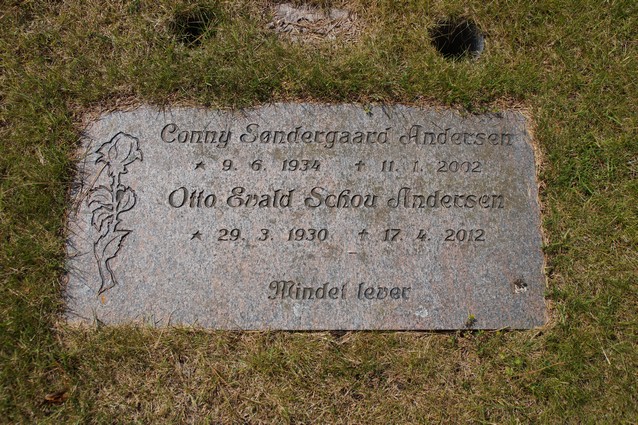 Conny Søndergaard Andersen
* 9. 6. 1934 † 11. 1. 2002
Otto Evald Schou Andersen
* 29. 3. 1930 † 17. 4. 2012
Mindet lever